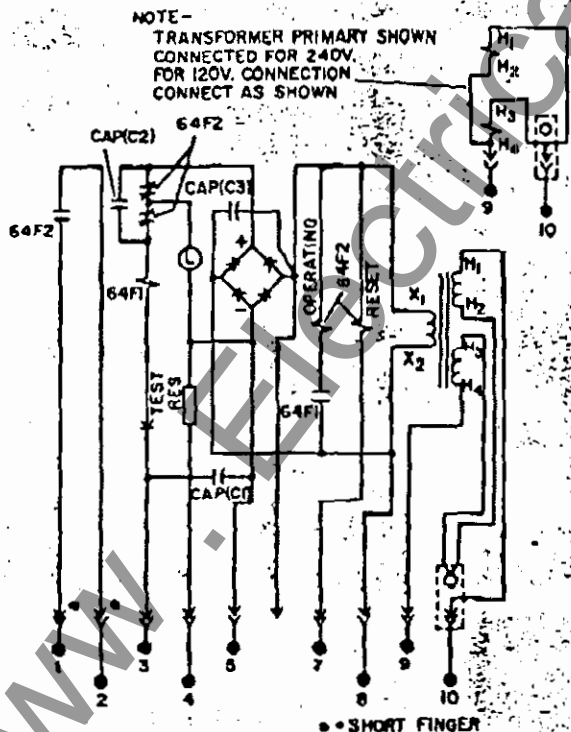 NOTE-
TRANSFORMER PRIMARY SHOWN
CONNECTED FOR 240V.
FOR 120V. CONNECTION
CONNECT AS SHOWN
H1
H2
H3
H4
9
10
64F2
CAP(C2)
CAP(C3)
64F2
L
+
-
64F1
TEST
RES
CAP(C1)
OPERATING
64F2
RESET
64F1
X1
X2
H1
H2
H3
H4
1
2
3
4
5
7
8
9
10
SHORT FINGER
www.Electrica